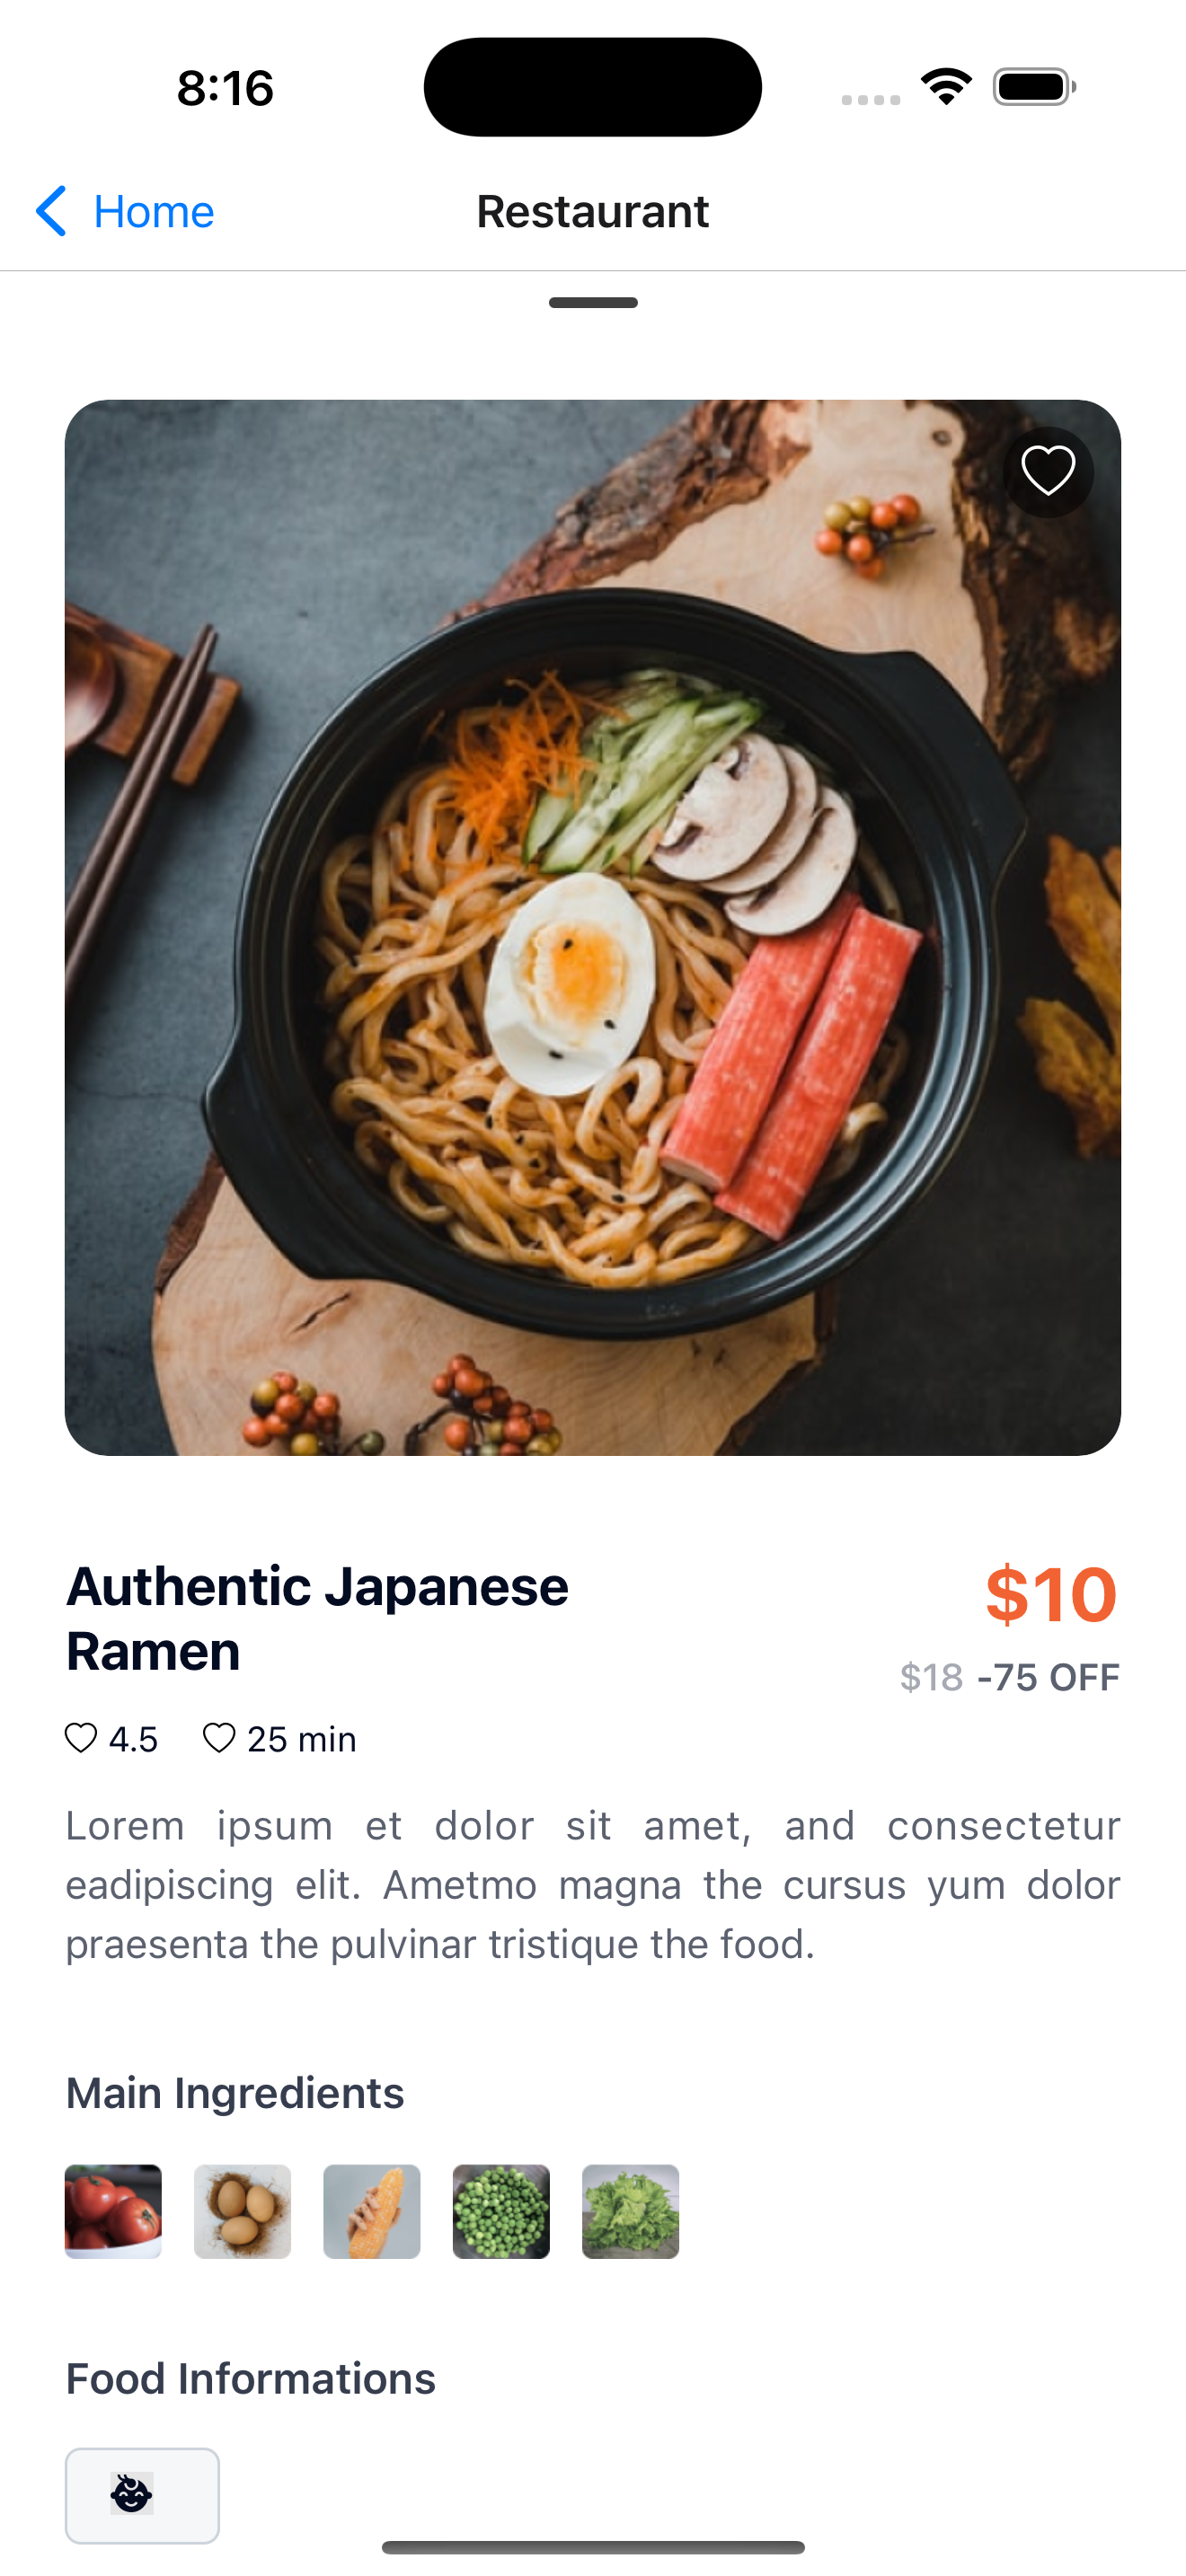 8:16
Home
Restaurant
Authentic Japanese
Ramen
$10
$18 -75 OFF
4.5
25 min
Lorem ipsum et dolor sit amet, and consectetur
eadipiscing elit. Ametmo magna the cursus yum dolor
praesenta the pulvinar tristique the food.
Main Ingredients
Food Informations